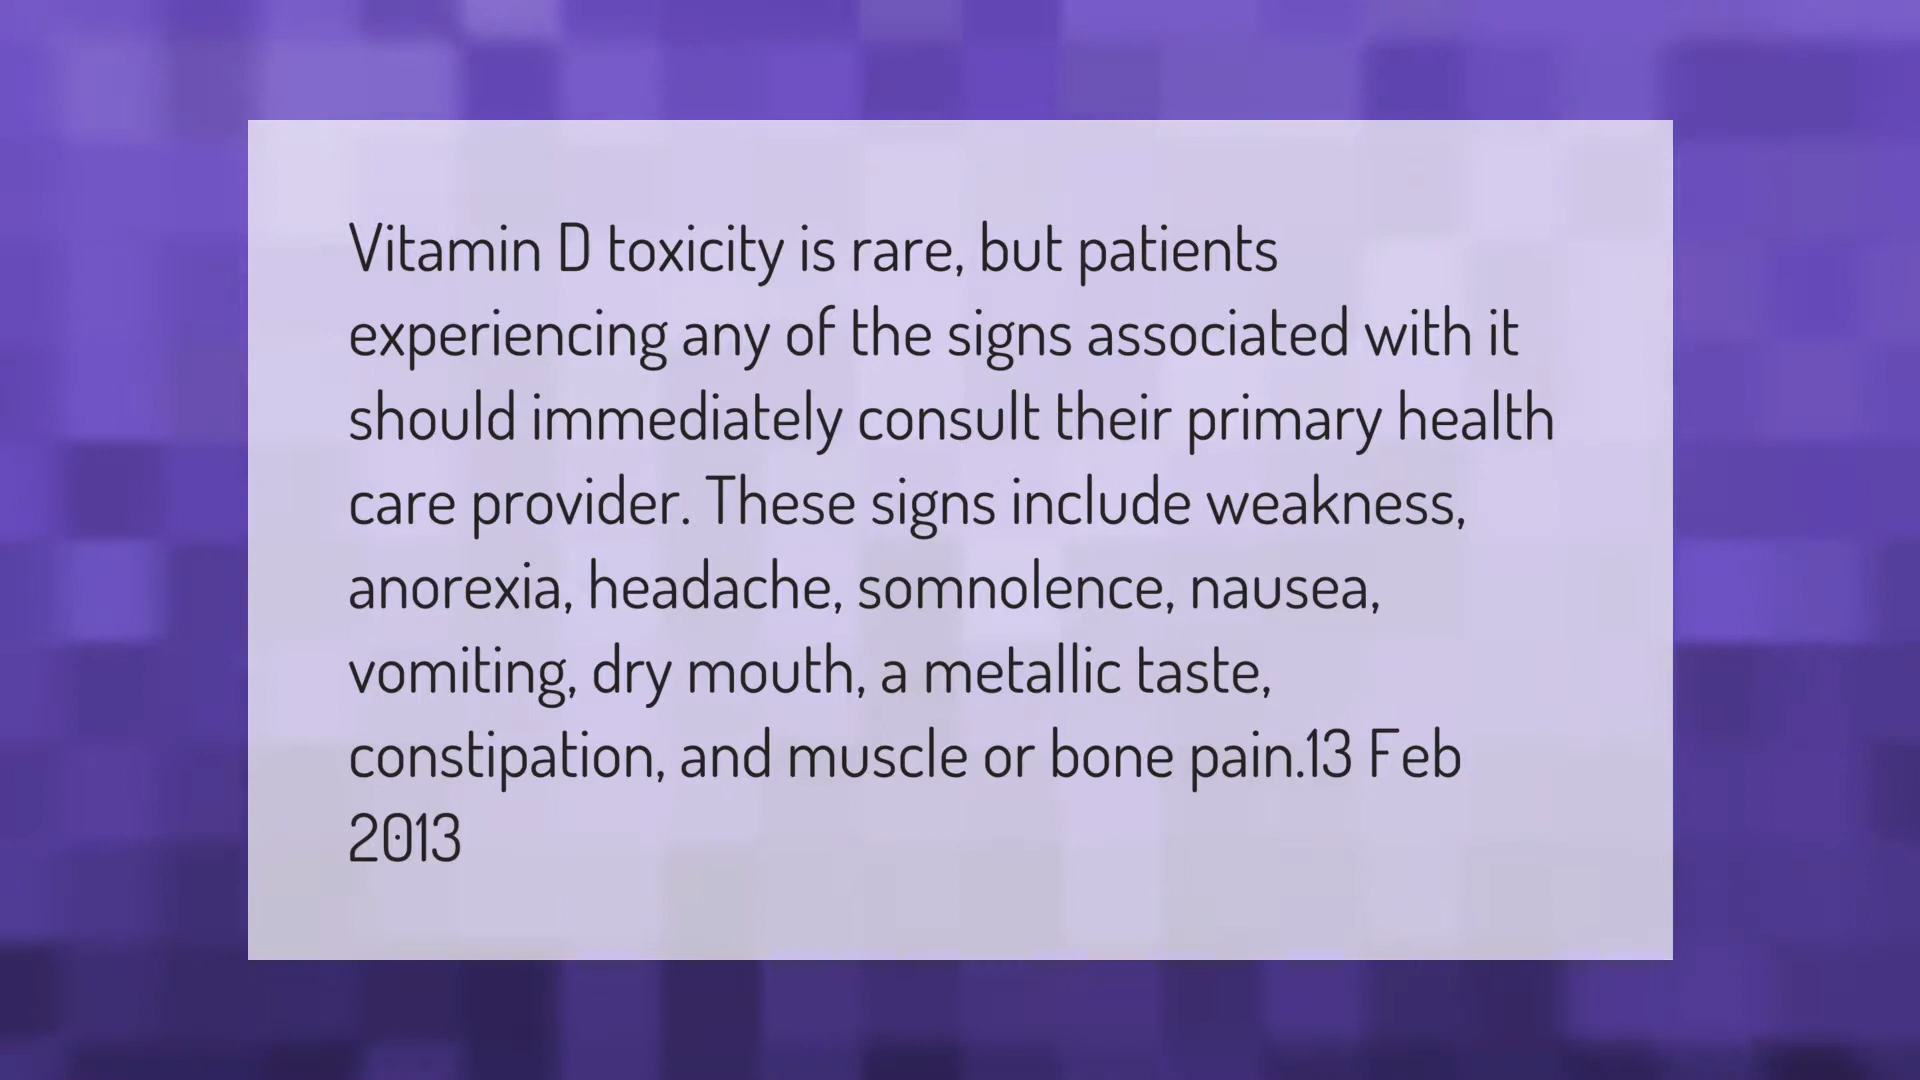 Vitamin D toxicity is rare, but patients
experiencing any of the signs associated with it
should immediately consult their primary health
care provider. These signs include weakness,
anorexia, headache, somnolence, nausea,
vomiting, dry mouth, a metallic taste,
constipation, and muscle or bone pain.13 Feb
2013